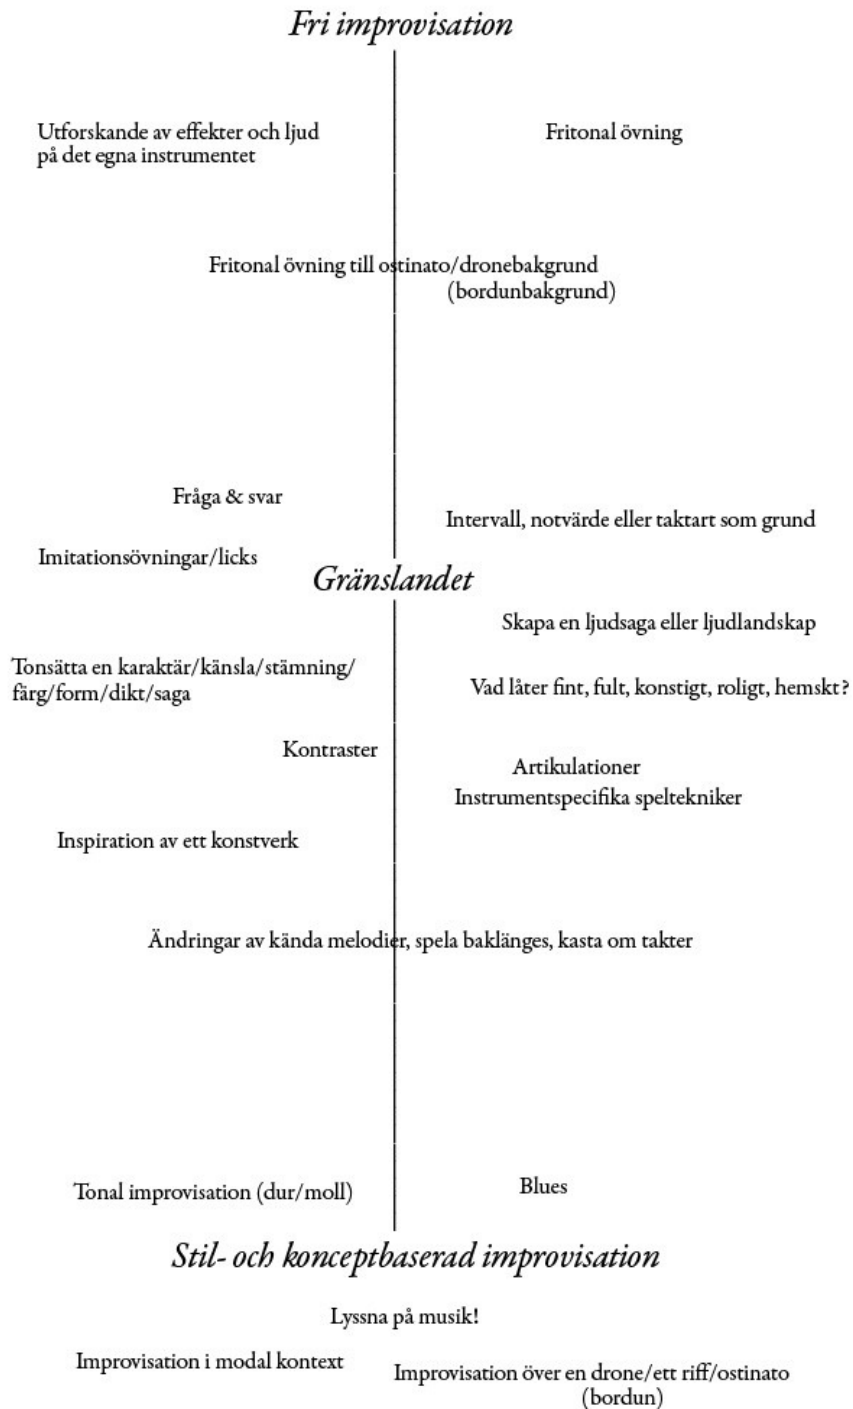 Fri improvisation
Utforskande av effekter och ljud
på det egna instrumentet
Fritonal övning
Fritonal övning till ostinato/dronebakgrund
(bordunbakgrund)
Fråga & svar
Intervall, notvärde eller taktart som grund
Imitationsövningar/licks
Gränslandet
Skapa en ljudsaga eller ljudlandskap
Tonsätta en karaktär/känsla/stämning/
färg/form/dikt/saga
Vad låter fint, fult, konstigt, roligt, hemskt?
Kontraster
Artikulationer
Instrumentspecifika speltekniker
Inspiration av ett konstverk
Ändringar av kända melodier, spela baklänges, kasta om takter
Tonal improvisation (dur/moll)
Blues
Stil- och konceptbaserad improvisation
Lyssna på musik!
Improvisation i modal kontext
Improvisation över en drone/ett riff/ostinato
(bordun)